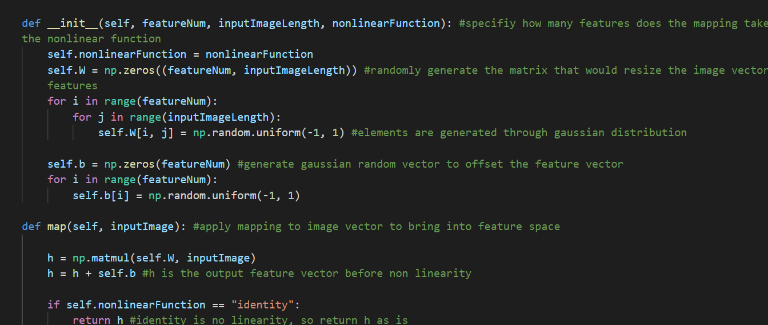 def __init__(self, featureNum, inputImageLength, nonlinearFunction): #specifiy how many features does the mapping take
the nonlinear function
self.nonlinearFunction = nonlinearFunction
self.W = np.zeros((featureNum, inputImageLength)) #randomly generate the matrix that would resize the image vector
features
for i in range(featureNum):
for j in range(inputImageLength):
self.W[i, j] = np.random.uniform(-1, 1) #elements are generated through gaussian distribution
self.b = np.zeros(featureNum) #generate gaussian random vector to offset the feature vector
for i in range(featureNum):
self.b[i] = np.random.uniform(-1, 1)
def map(self, inputImage): #apply mapping to image vector to bring into feature space
h = np.matmul(self.W, inputImage)
h = h + self.b #h is the output feature vector before non linearity
if self.nonlinearFunction == "identity":
return h #identity is no linearity, so return h as is